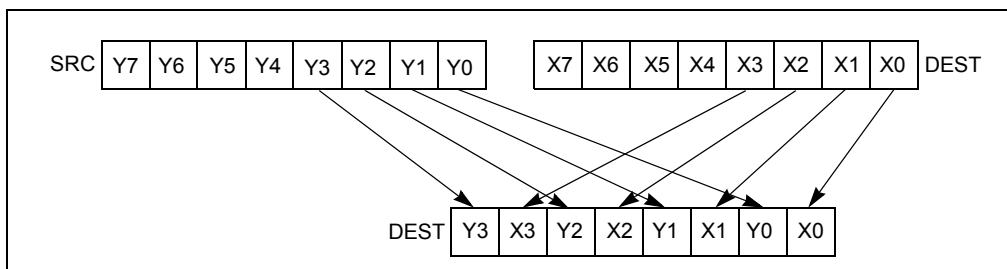 SRC Y7 Y6 Y5 Y4 Y3 Y2 Y1 Y0 X7 X6 X5 X4 X3 X2 X1 X0 DEST
DEST Y3 X3 Y2 X2 Y1 X1 Y0 X0